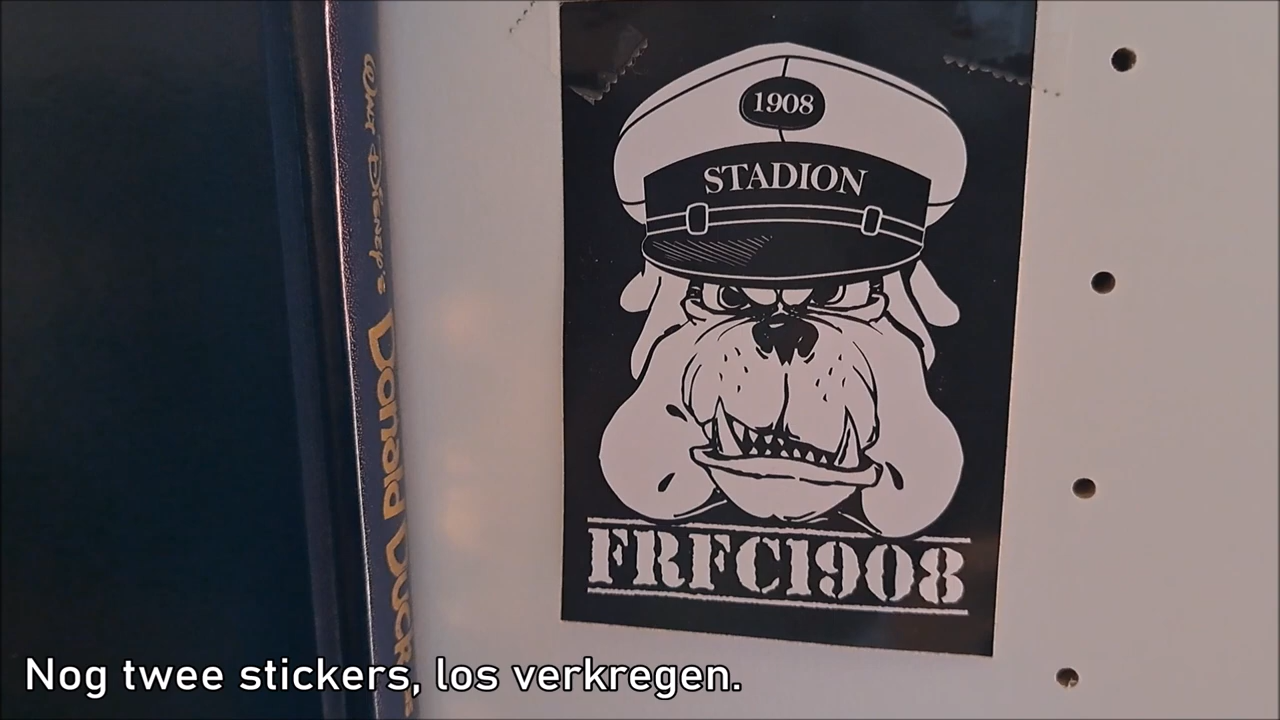 1908
STADION
FRFC1908
Walt Disney's Donald Duck
Nog twee stickers, los verkregen.